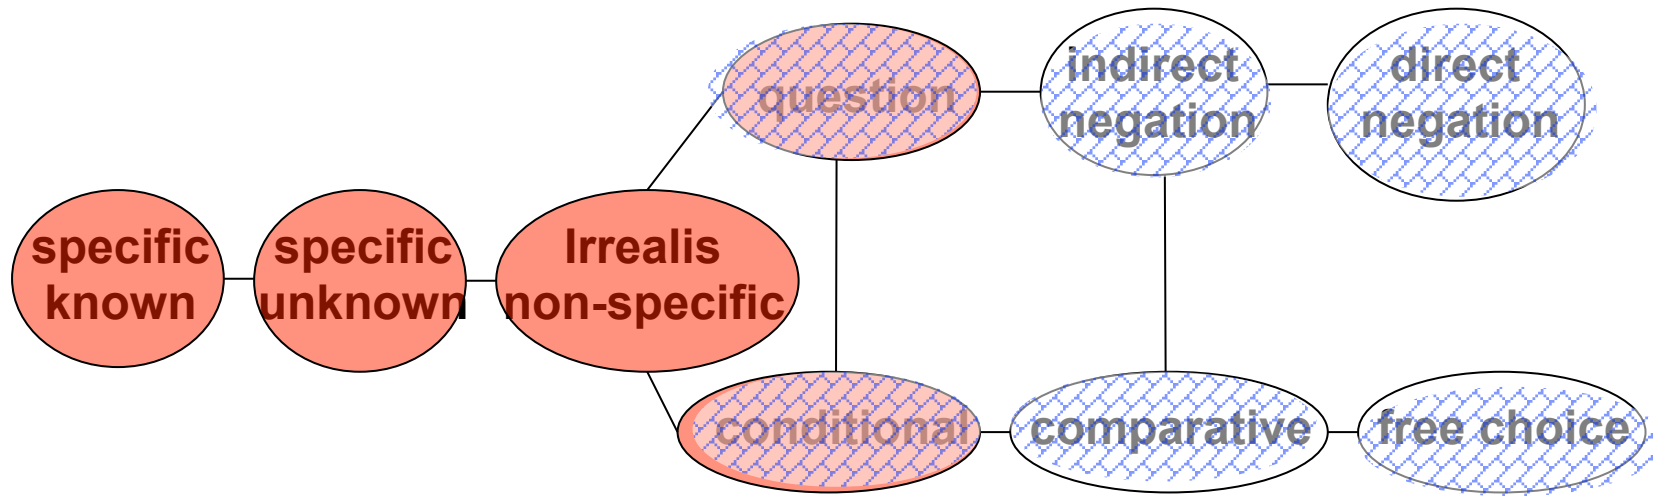 question
indirect
negation
direct
negation
specific
known
specific
unknown
Irrealis
non-specific
conditional
comparative
free choice